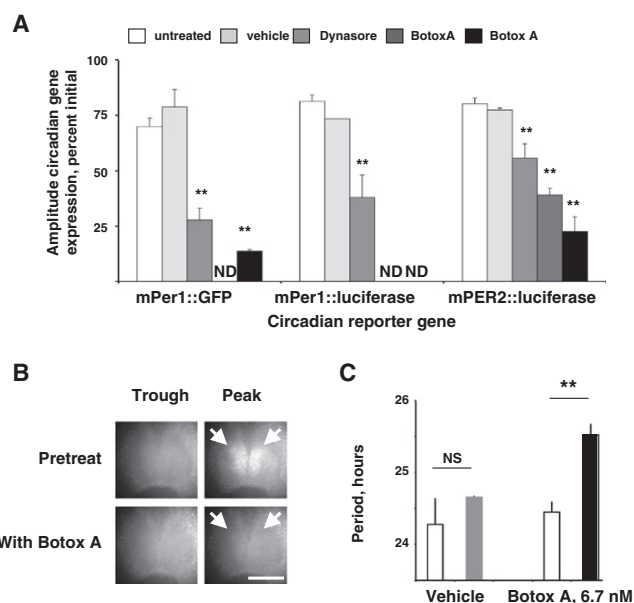 A
untreated vehicle Dynasore BotoxA Botox A
Amplitude circadian gene
expression, percent initial
100
75
50
25
** ND ** ** ND ND ** ** **
mPer1::GFP mPer1::luciferase mPER2::luciferase
Circadian reporter gene
B
Trough Peak
Pretreat
With Botox A
C
Period, hours
26
25
24
NS **
Vehicle Botox A, 6.7 nM